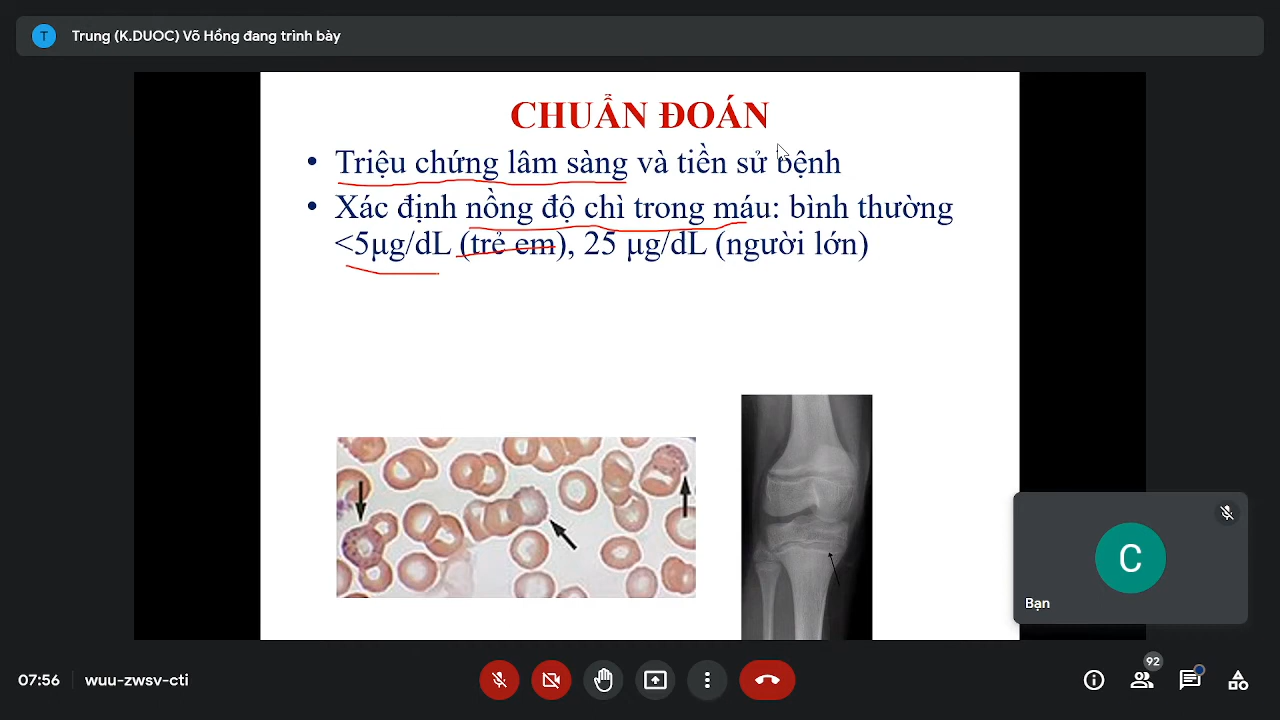 T
Trung (K.DUOC) Võ Hồng đang trình bày
CHUẨN ĐOÁN
• Triệu chứng lâm sàng và tiền sử bệnh
• Xác định nồng độ chì trong máu: bình thường
<5μg/dL (trẻ em), 25 μg/dL (người lớn)
C
Bạn
07:56
wuu-zwsv-cti
92